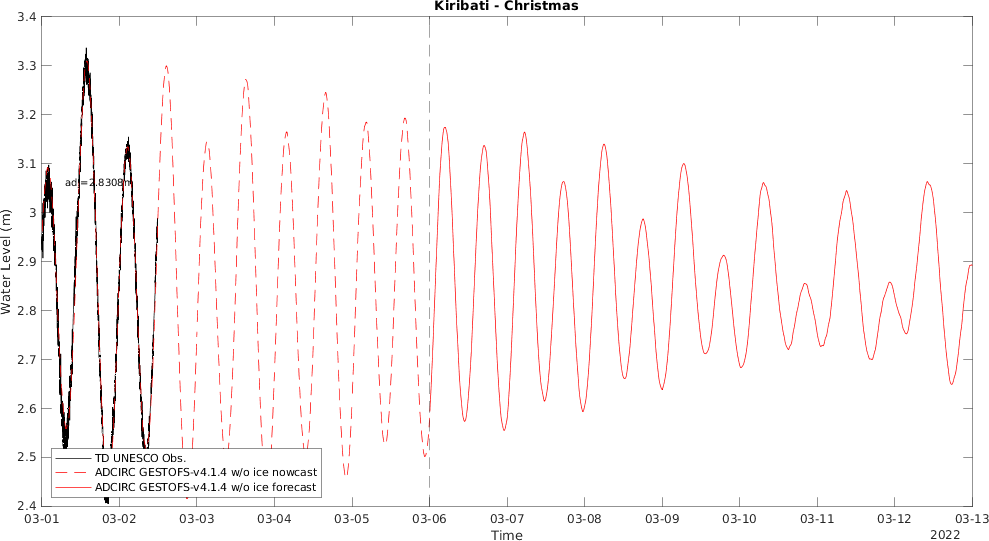 Kiribati - Christmas
3.4
3.3
3.2
3.1
3
2.9
2.8
2.7
2.6
2.5
2.4
Water Level (m)
adj=2.8308m
TD UNESCO Obs.
ADCIRC GESTOFS-v4.1.4 w/o ice nowcast
ADCIRC GESTOFS-v4.1.4 w/o ice forecast
03-01 03-02 03-03 03-04 03-05 03-06 03-07 03-08 03-09 03-10 03-11 03-12 03-13
Time
2022